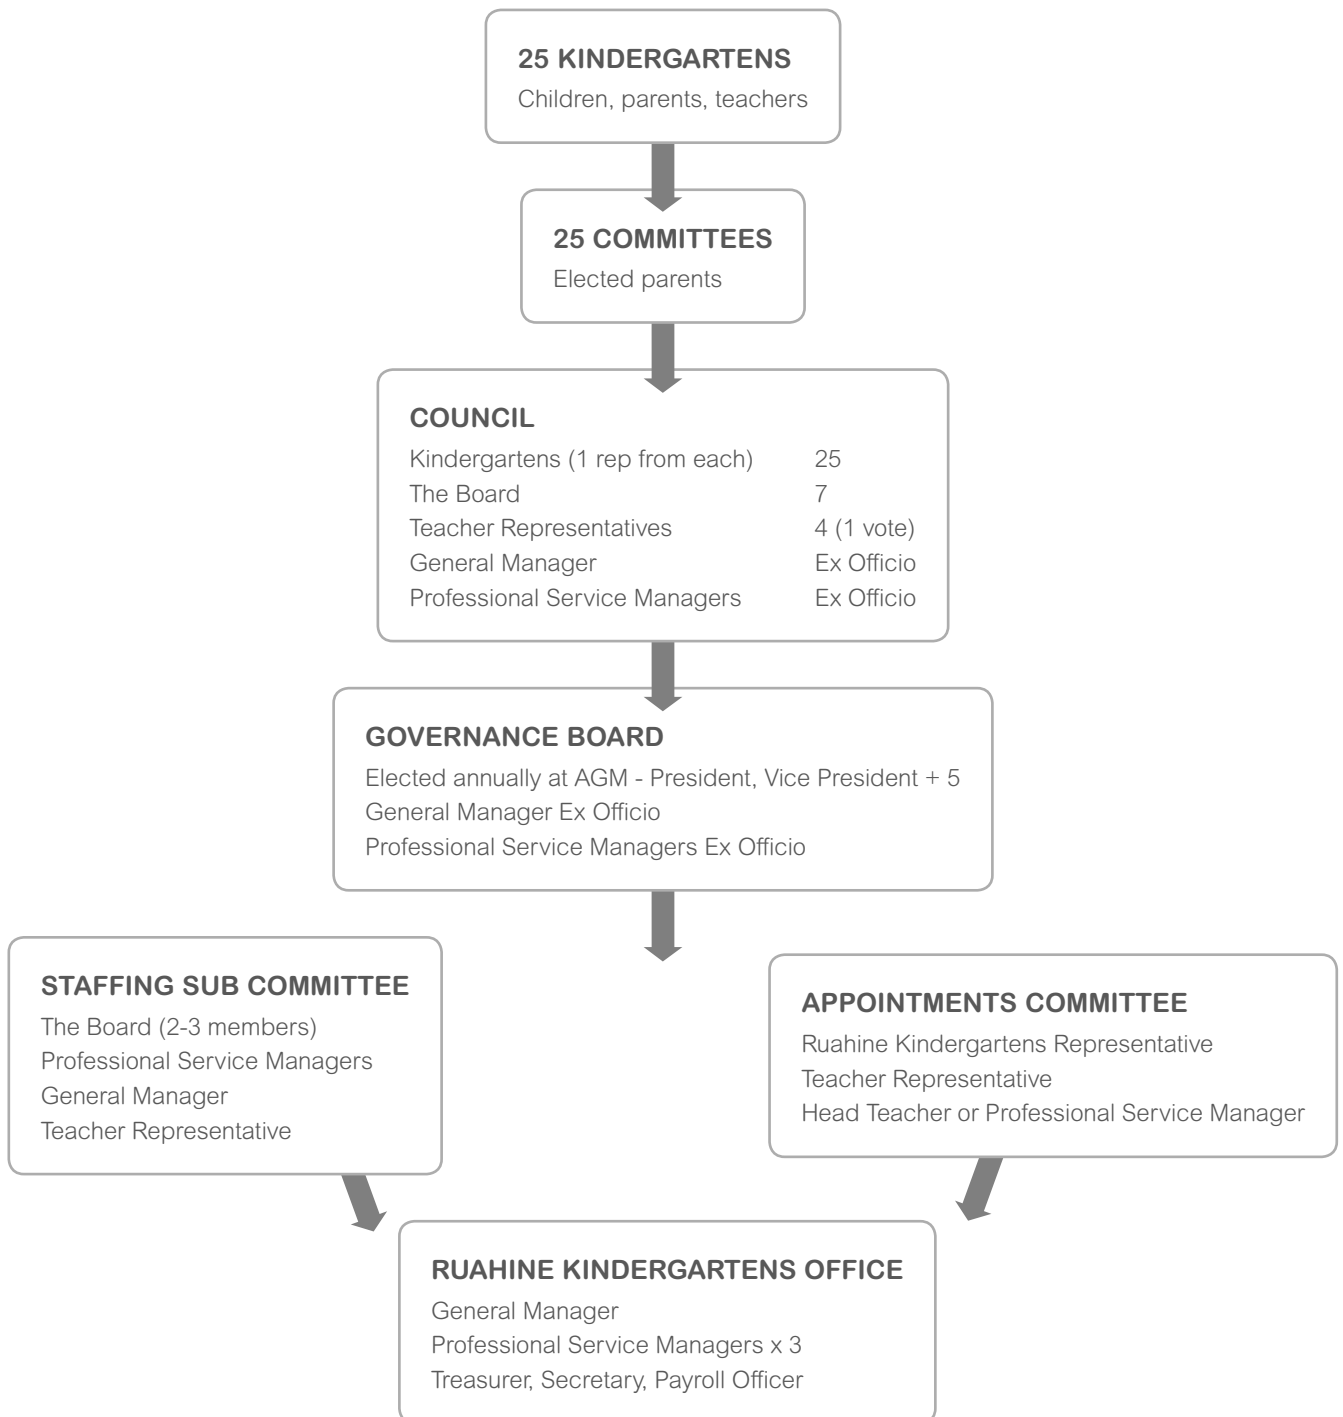 25 KINDERGARTENS
Children, parents, teachers
25 COMMITTEES
Elected parents
COUNCIL
Kindergartens (1 rep from each) 25
The Board 7
Teacher Representatives 4 (1 vote)
General Manager Ex Officio
Professional Service Managers Ex Officio
GOVERNANCE BOARD
Elected annually at AGM - President, Vice President + 5
General Manager Ex Officio
Professional Service Managers Ex Officio
STAFFING SUB COMMITTEE
The Board (2-3 members)
Professional Service Managers
General Manager
Teacher Representative
APPOINTMENTS COMMITTEE
Ruahine Kindergartens Representative
Teacher Representative
Head Teacher or Professional Service Manager
RUAHINE KINDERGARTENS OFFICE
General Manager
Professional Service Managers x 3
Treasurer, Secretary, Payroll Officer